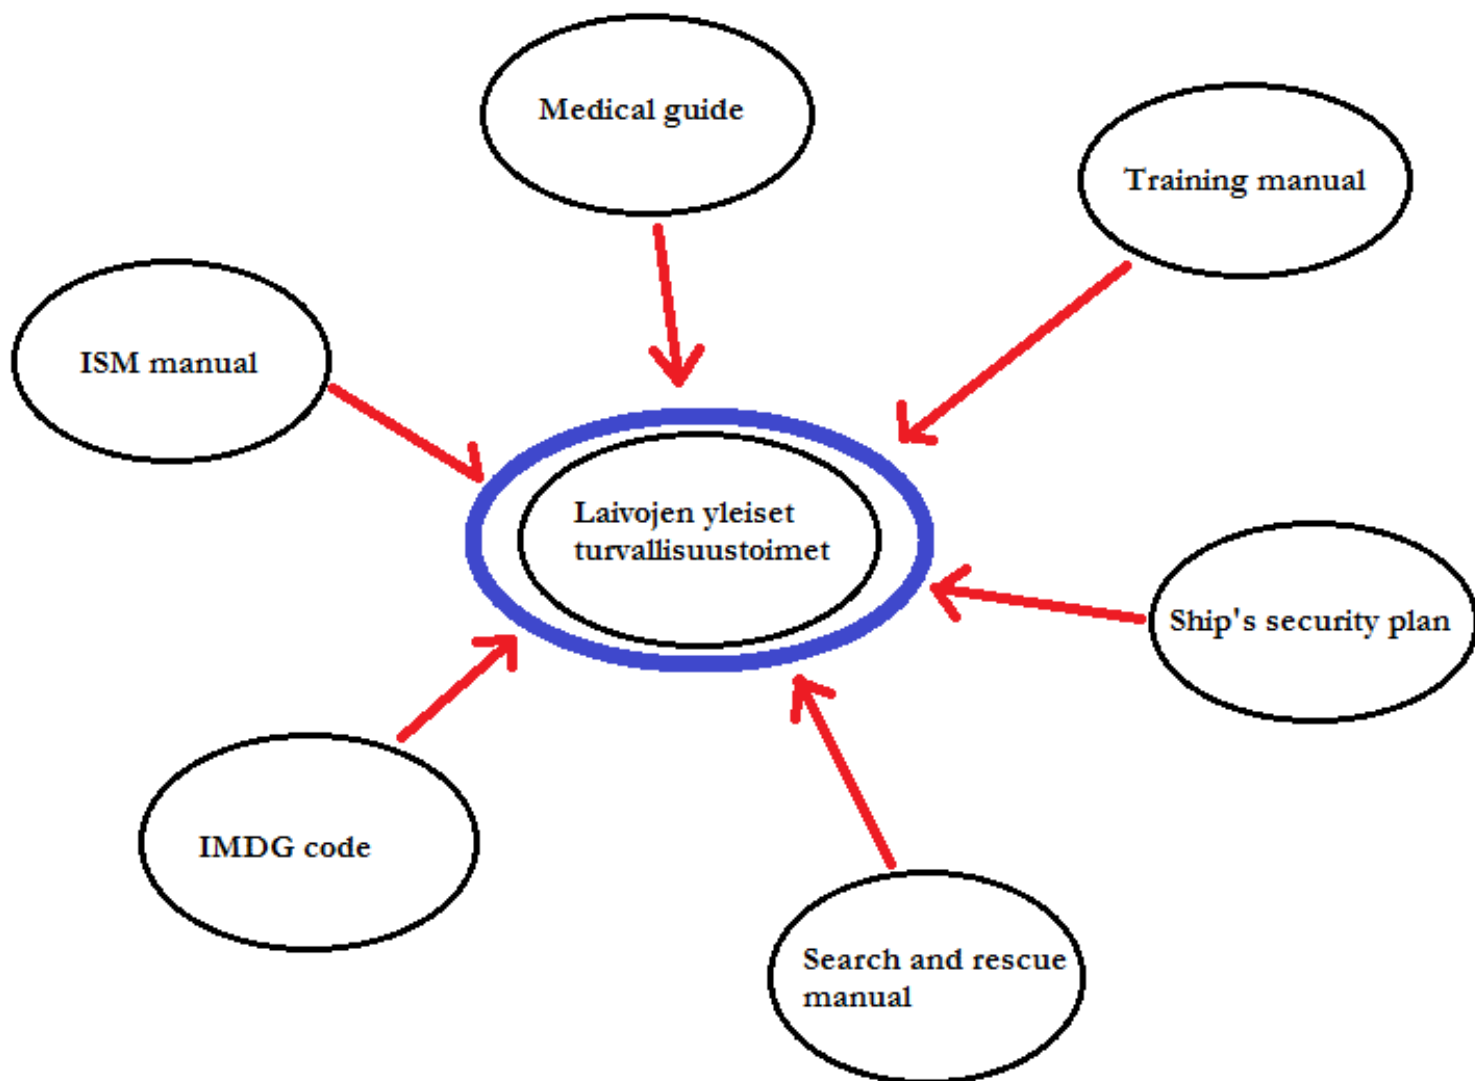 Medical guide
Training manual
ISM manual
Laivojen yleiset
turvallisuustoimet
Ship's security plan
IMDG code
Search and rescue
manual